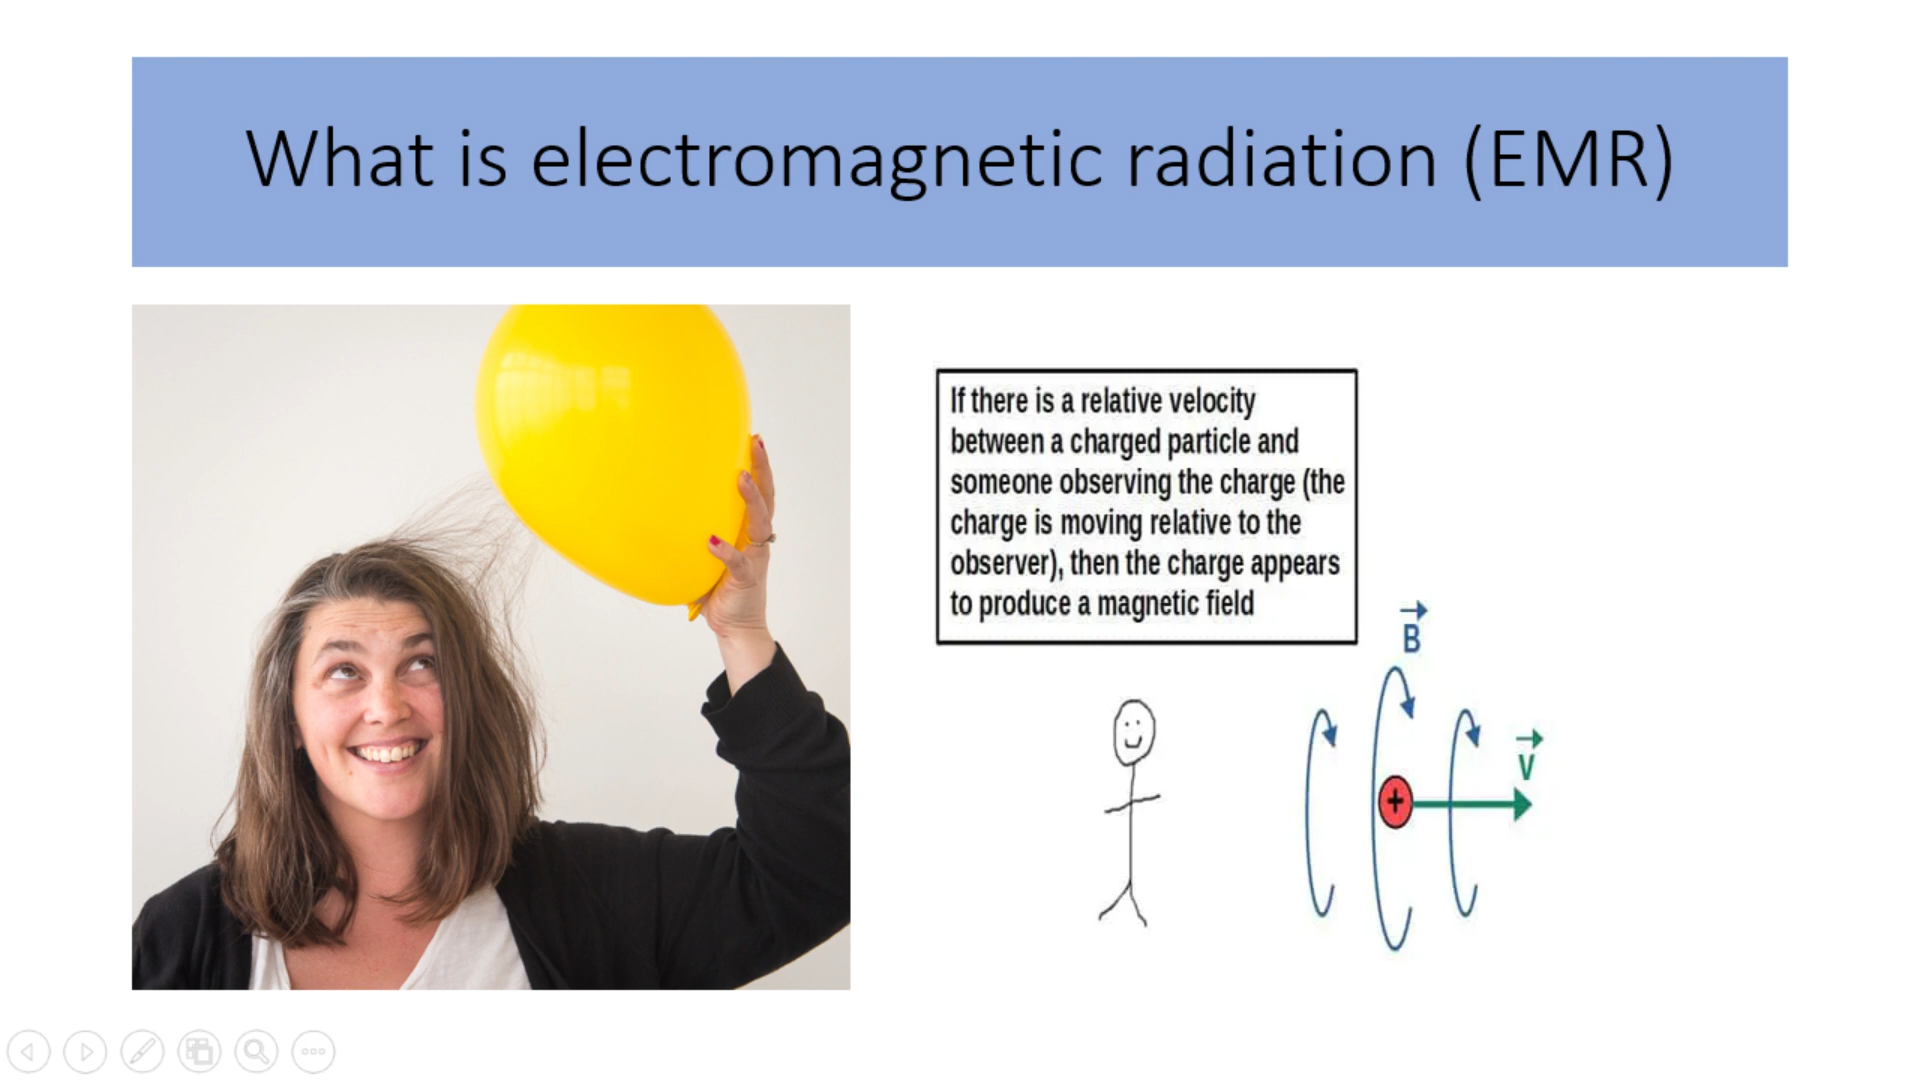 What is electromagnetic radiation (EMR)
If there is a relative velocity
between a charged particle and
someone observing the charge (the
charge is moving relative to the
observer), then the charge appears
to produce a magnetic field
B
V
+